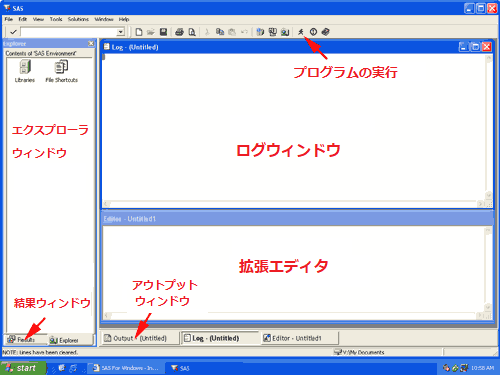 SAS
File Edit View Tools Solutions Window Help
Explorer
Contents of 'SAS Environment'
Libraries
File Shortcuts
エクスプローラ
ウィンドウ
Log - (Untitled)
プログラムの実行
ログウィンドウ
Editor - Untitled1
拡張エディタ
結果ウィンドウ
アウトプット
ウィンドウ
Results
Explorer
Output - (Untitled)
Log - (Untitled)
Editor - Untitled1
NOTE: Lines have been cleared.
V:\My Documents
start
SAS For Windows - In...
SAS
10:58 AM